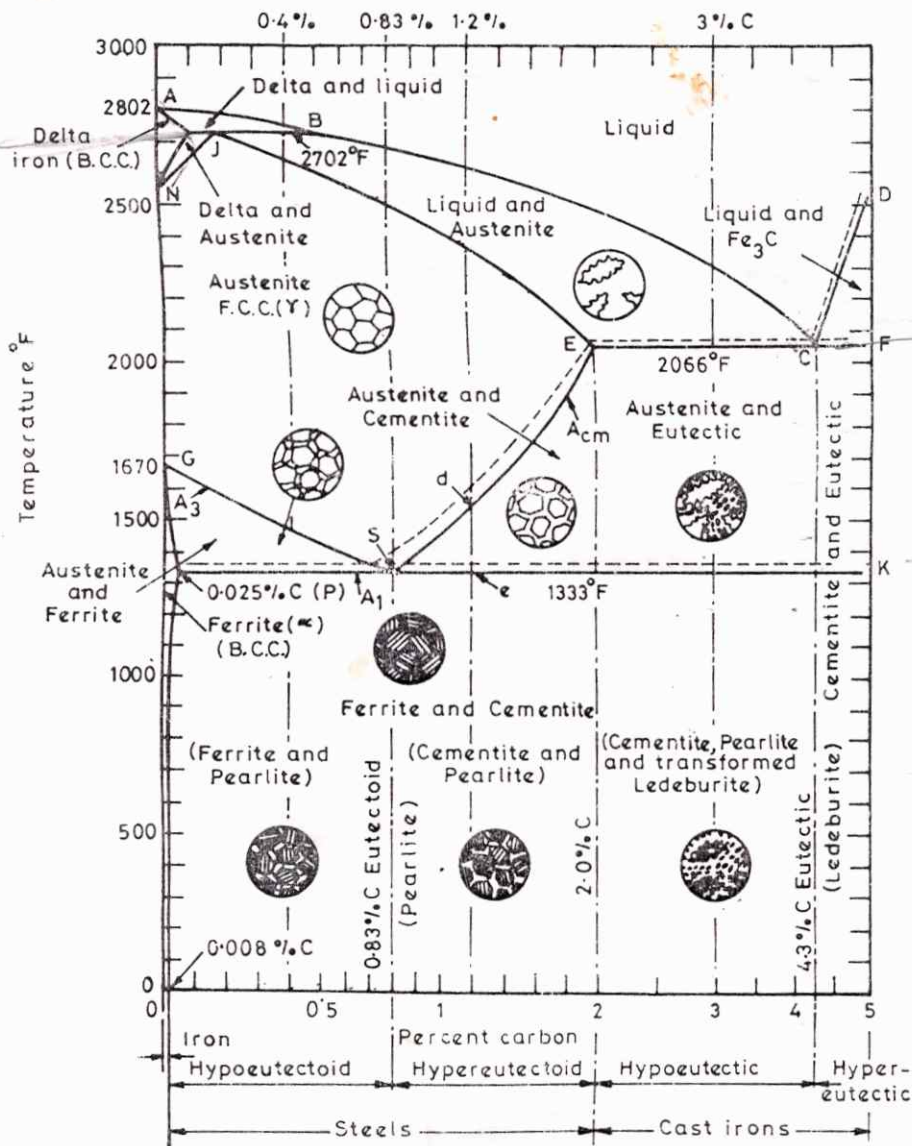 0.4%
0.83 %
1.2%
3% C
3000
A
Delta and liquid
2802
B
Liquid
Delta
iron (B.C.C.)
J
2702°F
N
D
2500
Delta and
Austenite
Liquid and
Austenite
Liquid and
Fe3C
Austenite
F.C.C.(γ)
Temperature °F
2000
E
C
F
2066°F
Austenite and
Cementite
Acm
Austenite and
Eutectic
1670
G
A3
d
1500
S
Austenite
and
Ferrite
0.025%C (P)
A1
e
1333°F
K
Ferrite(∝)
(B.C.C.)
1000
Ferrite and Cementite
(Ferrite and
Pearlite)
(Cementite and
Pearlite)
(Cementite, Pearlite
and transformed
Ledeburite)
500
0.83%C Eutectoid
(Pearlite)
2.0%C
4.3%C Eutectic
(Ledeburite)
Cementite and Eutectic
0.008 %C
0
0
0.5
1
2
3
4
5
Iron
Percent carbon
Hypoeutectoid
Hypereutectoid
Hypoeutectic
Hyper-
eutectic
Steels
Cast irons